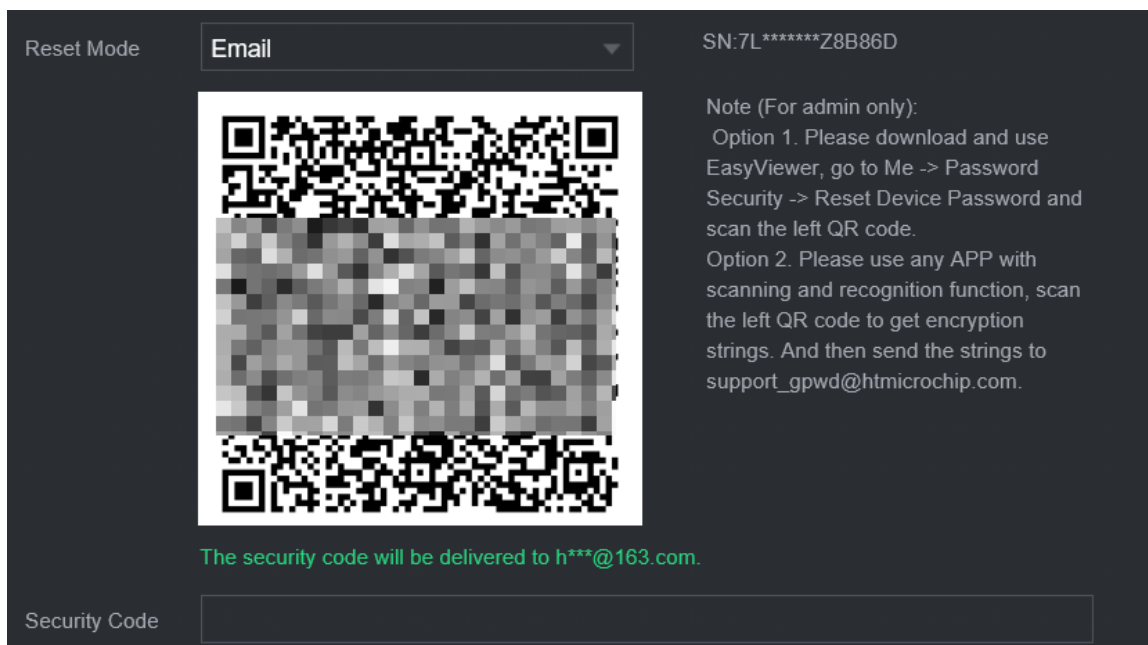 Reset Mode
Email
SN:7L*******Z8B86D
Note (For admin only):
Option 1. Please download and use
EasyViewer, go to Me -> Password
Security -> Reset Device Password and
scan the left QR code.
Option 2. Please use any APP with
scanning and recognition function, scan
the left QR code to get encryption
strings. And then send the strings to
support_gpwd@htmicrochip.com.
The security code will be delivered to h***@163.com.
Security Code